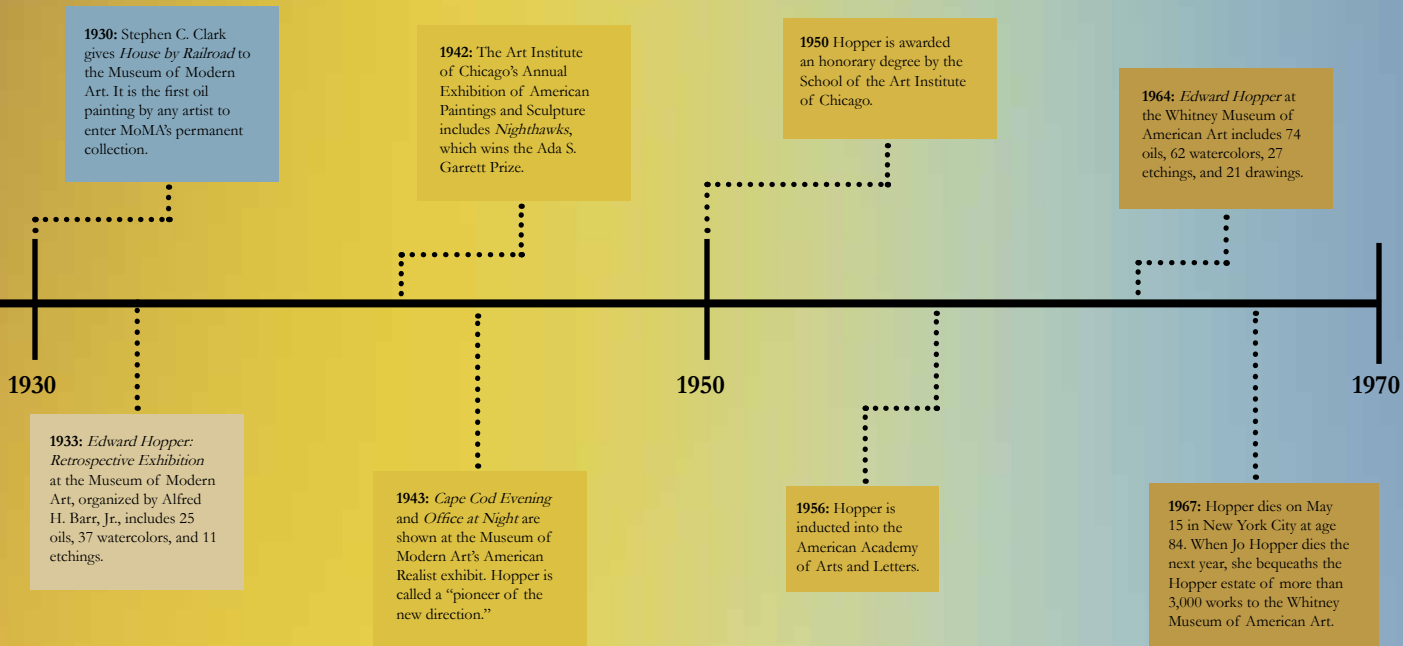 1930: Stephen C. Clark
gives House by Railroad to
the Museum of Modern
Art. It is the first oil
painting by any artist to
enter MoMA's permanent
collection.
1942: The Art Institute
of Chicago's Annual
Exhibition of American
Paintings and Sculpture
includes Nighthawks,
which wins the Ada S.
Garrett Prize.
1950 Hopper is awarded
an honorary degree by the
School of the Art Institute
of Chicago.
1964: Edward Hopper at
the Whitney Museum of
American Art includes 74
oils, 62 watercolors, 27
etchings, and 21 drawings.
1930
1950
1970
1933: Edward Hopper:
Retrospective Exhibition
at the Museum of Modern
Art, organized by Alfred
H. Barr, Jr., includes 25
oils, 37 watercolors, and 11
etchings.
1943: Cape Cod Evening
and Office at Night are
shown at the Museum of
Modern Art's American
Realist exhibit. Hopper is
called a “pioneer of the
new direction.”
1956: Hopper is
inducted into the
American Academy
of Arts and Letters.
1967: Hopper dies on May
15 in New York City at age
84. When Jo Hopper dies the
next year, she bequeaths the
Hopper estate of more than
3,000 works to the Whitney
Museum of American Art.